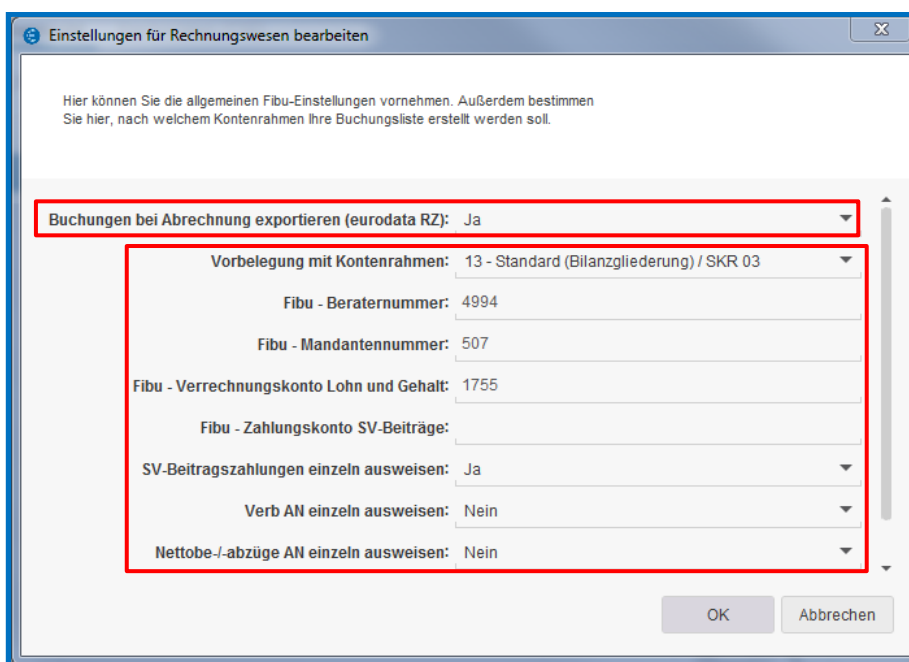 Einstellungen für Rechnungswesen bearbeiten
Hier können Sie die allgemeinen Fibu-Einstellungen vornehmen. Außerdem bestimmen
Sie hier, nach welchem Kontenrahmen Ihre Buchungsliste erstellt werden soll.
Buchungen bei Abrechnung exportieren (eurodata RZ): Ja
Vorbelegung mit Kontenrahmen: 13 - Standard (Bilanzgliederung) / SKR 03
Fibu - Beraternummer: 4994
Fibu - Mandantennummer: 507
Fibu - Verrechnungskonto Lohn und Gehalt: 1755
Fibu - Zahlungskonto SV-Beiträge:
SV-Beitragszahlungen einzeln ausweisen: Ja
Verb AN einzeln ausweisen: Nein
Nettobe-/-abzüge AN einzeln ausweisen: Nein
OK Abbrechen